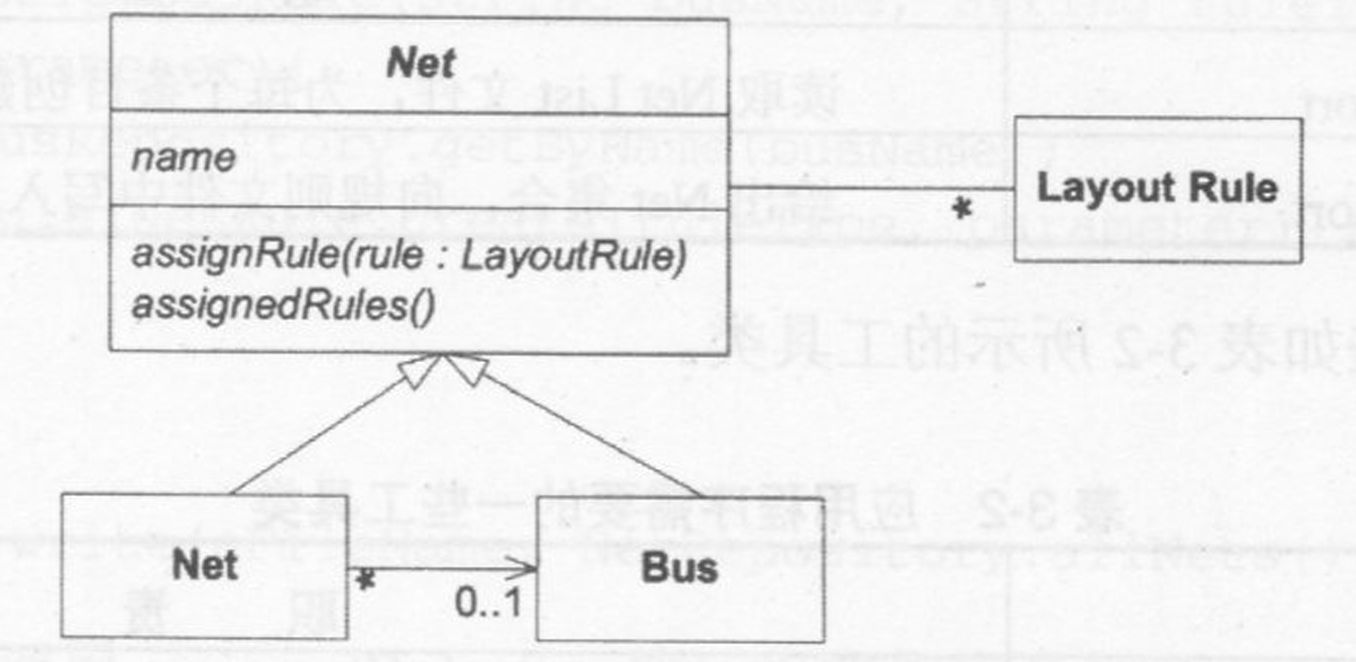 Net
name
assignRule(rule : LayoutRule)
assignedRules()
*
Layout Rule
Net
*
0..1
Bus